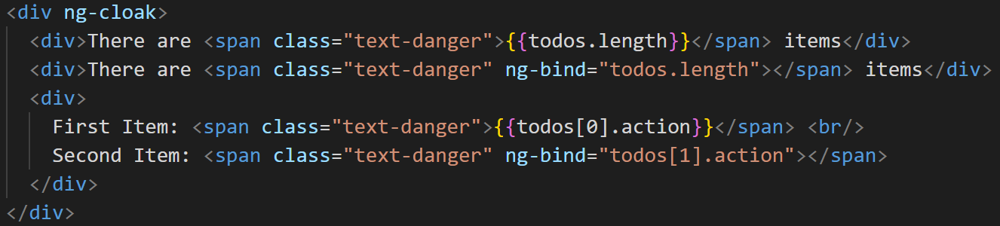 <div ng-cloak>
  <div>There are <span class="text-danger">{{todos.length}}</span> items</div>
  <div>There are <span class="text-danger" ng-bind="todos.length"></span> items</div>
  <div>
    First Item: <span class="text-danger">{{todos[0].action}}</span> <br/>
    Second Item: <span class="text-danger" ng-bind="todos[1].action"></span>
  </div>
</div>